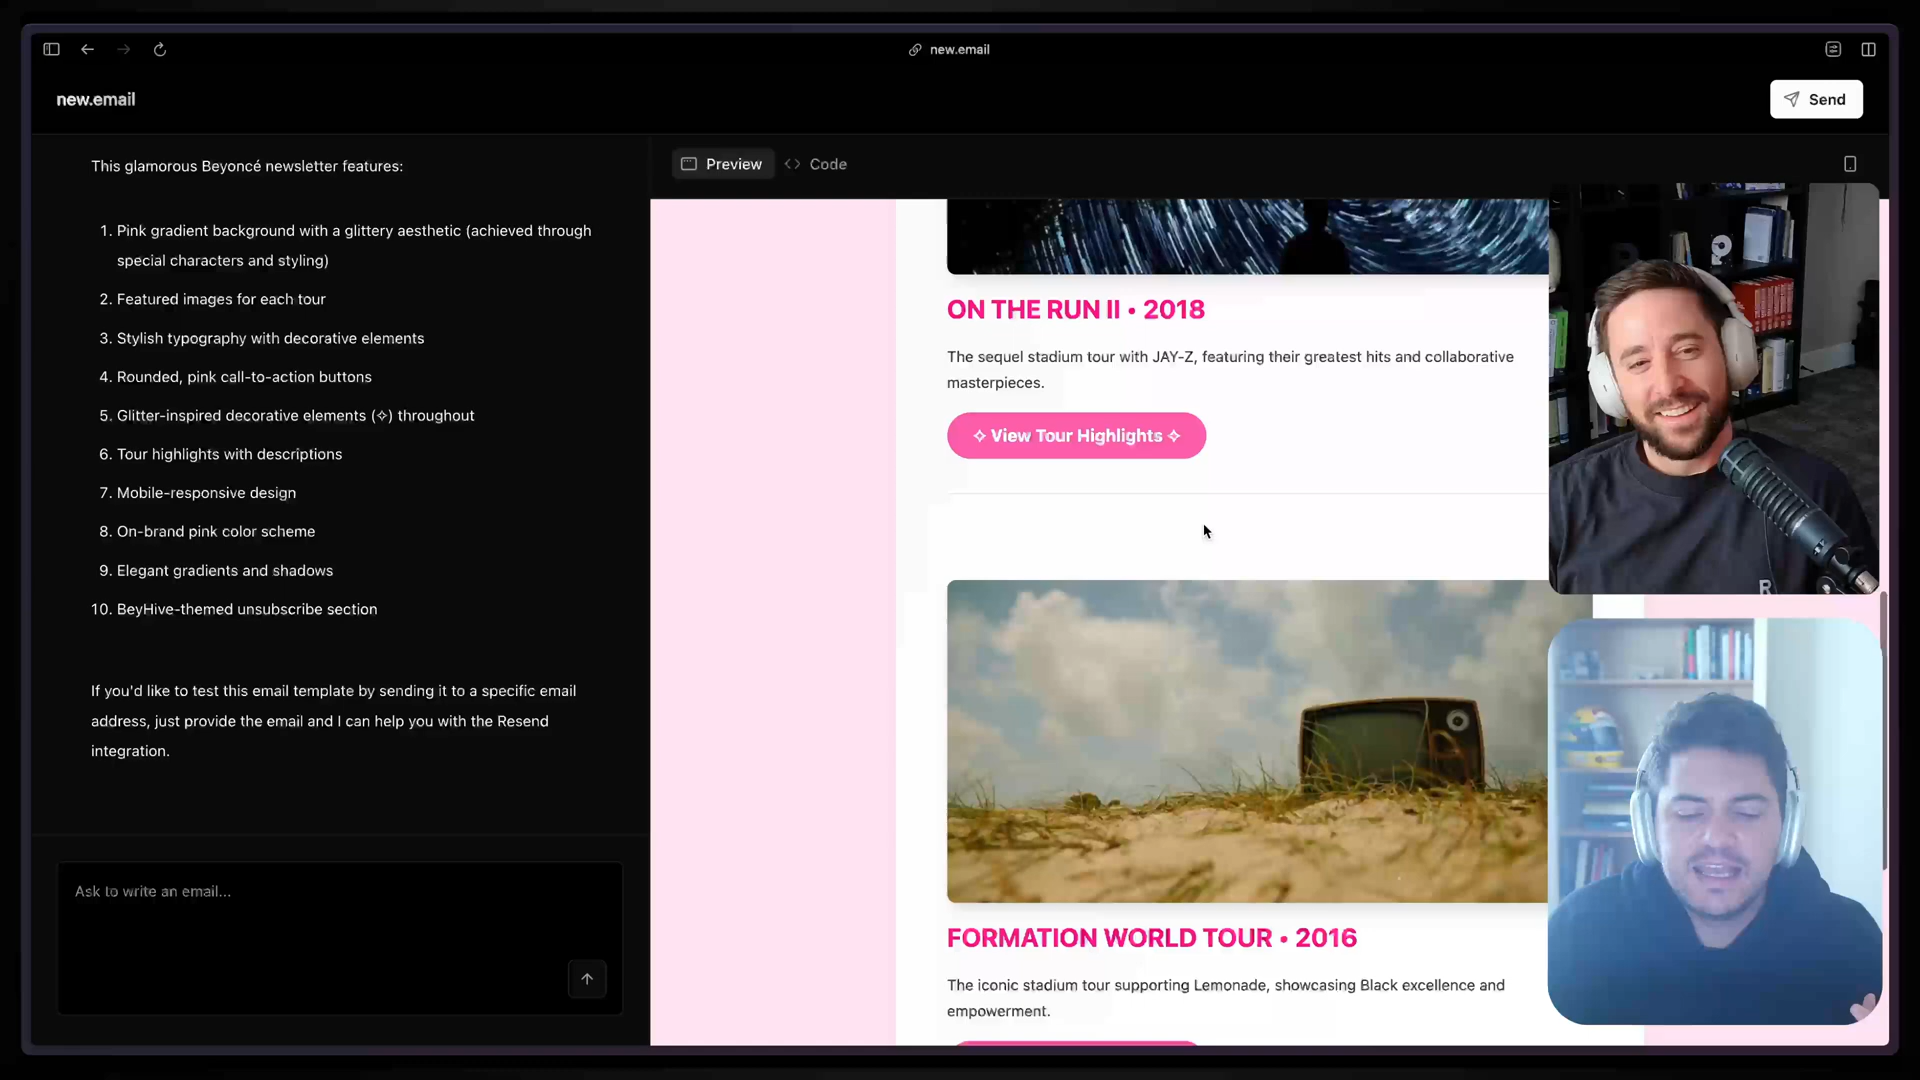 new.email
new.email
Send
This glamorous Beyoncé newsletter features:
1. Pink gradient background with a glittery aesthetic (achieved through
special characters and styling)
2. Featured images for each tour
3. Stylish typography with decorative elements
4. Rounded, pink call-to-action buttons
5. Glitter-inspired decorative elements (✧) throughout
6. Tour highlights with descriptions
7. Mobile-responsive design
8. On-brand pink color scheme
9. Elegant gradients and shadows
10. BeyHive-themed unsubscribe section
If you'd like to test this email template by sending it to a specific email
address, just provide the email and I can help you with the Resend
integration.
Ask to write an email...
Preview
Code
ON THE RUN II • 2018
The sequel stadium tour with JAY-Z, featuring their greatest hits and collaborative
masterpieces.
✧ View Tour Highlights ✧
FORMATION WORLD TOUR • 2016
The iconic stadium tour supporting Lemonade, showcasing Black excellence and
empowerment.
R